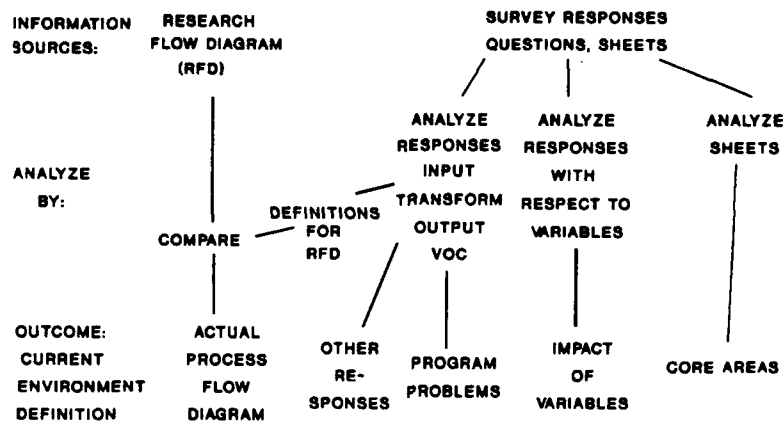 INFORMATION
SOURCES:
RESEARCH
FLOW DIAGRAM
(RFD)
SURVEY RESPONSES
QUESTIONS, SHEETS
ANALYZE
BY:
COMPARE
DEFINITIONS
FOR
RFD
ANALYZE
RESPONSES
INPUT
TRANSFORM
OUTPUT
VOC
ANALYZE
RESPONSES
WITH
RESPECT TO
VARIABLES
ANALYZE
SHEETS
OUTCOME:
CURRENT
ENVIRONMENT
DEFINITION
ACTUAL
PROCESS
FLOW
DIAGRAM
OTHER
RE-
SPONSES
PROGRAM
PROBLEMS
IMPACT
OF
VARIABLES
CORE AREAS